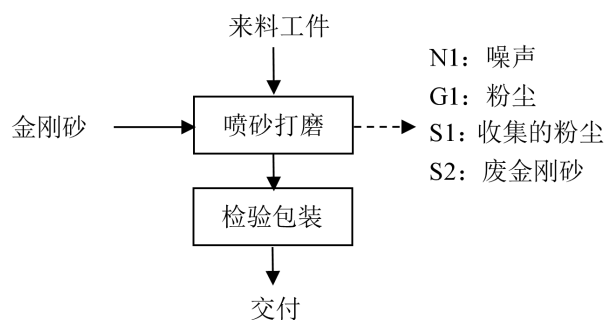 来料工件
N1：噪声
G1：粉尘
金刚砂
喷砂打磨
S1：收集的粉尘
S2：废金刚砂
检验包装
交付